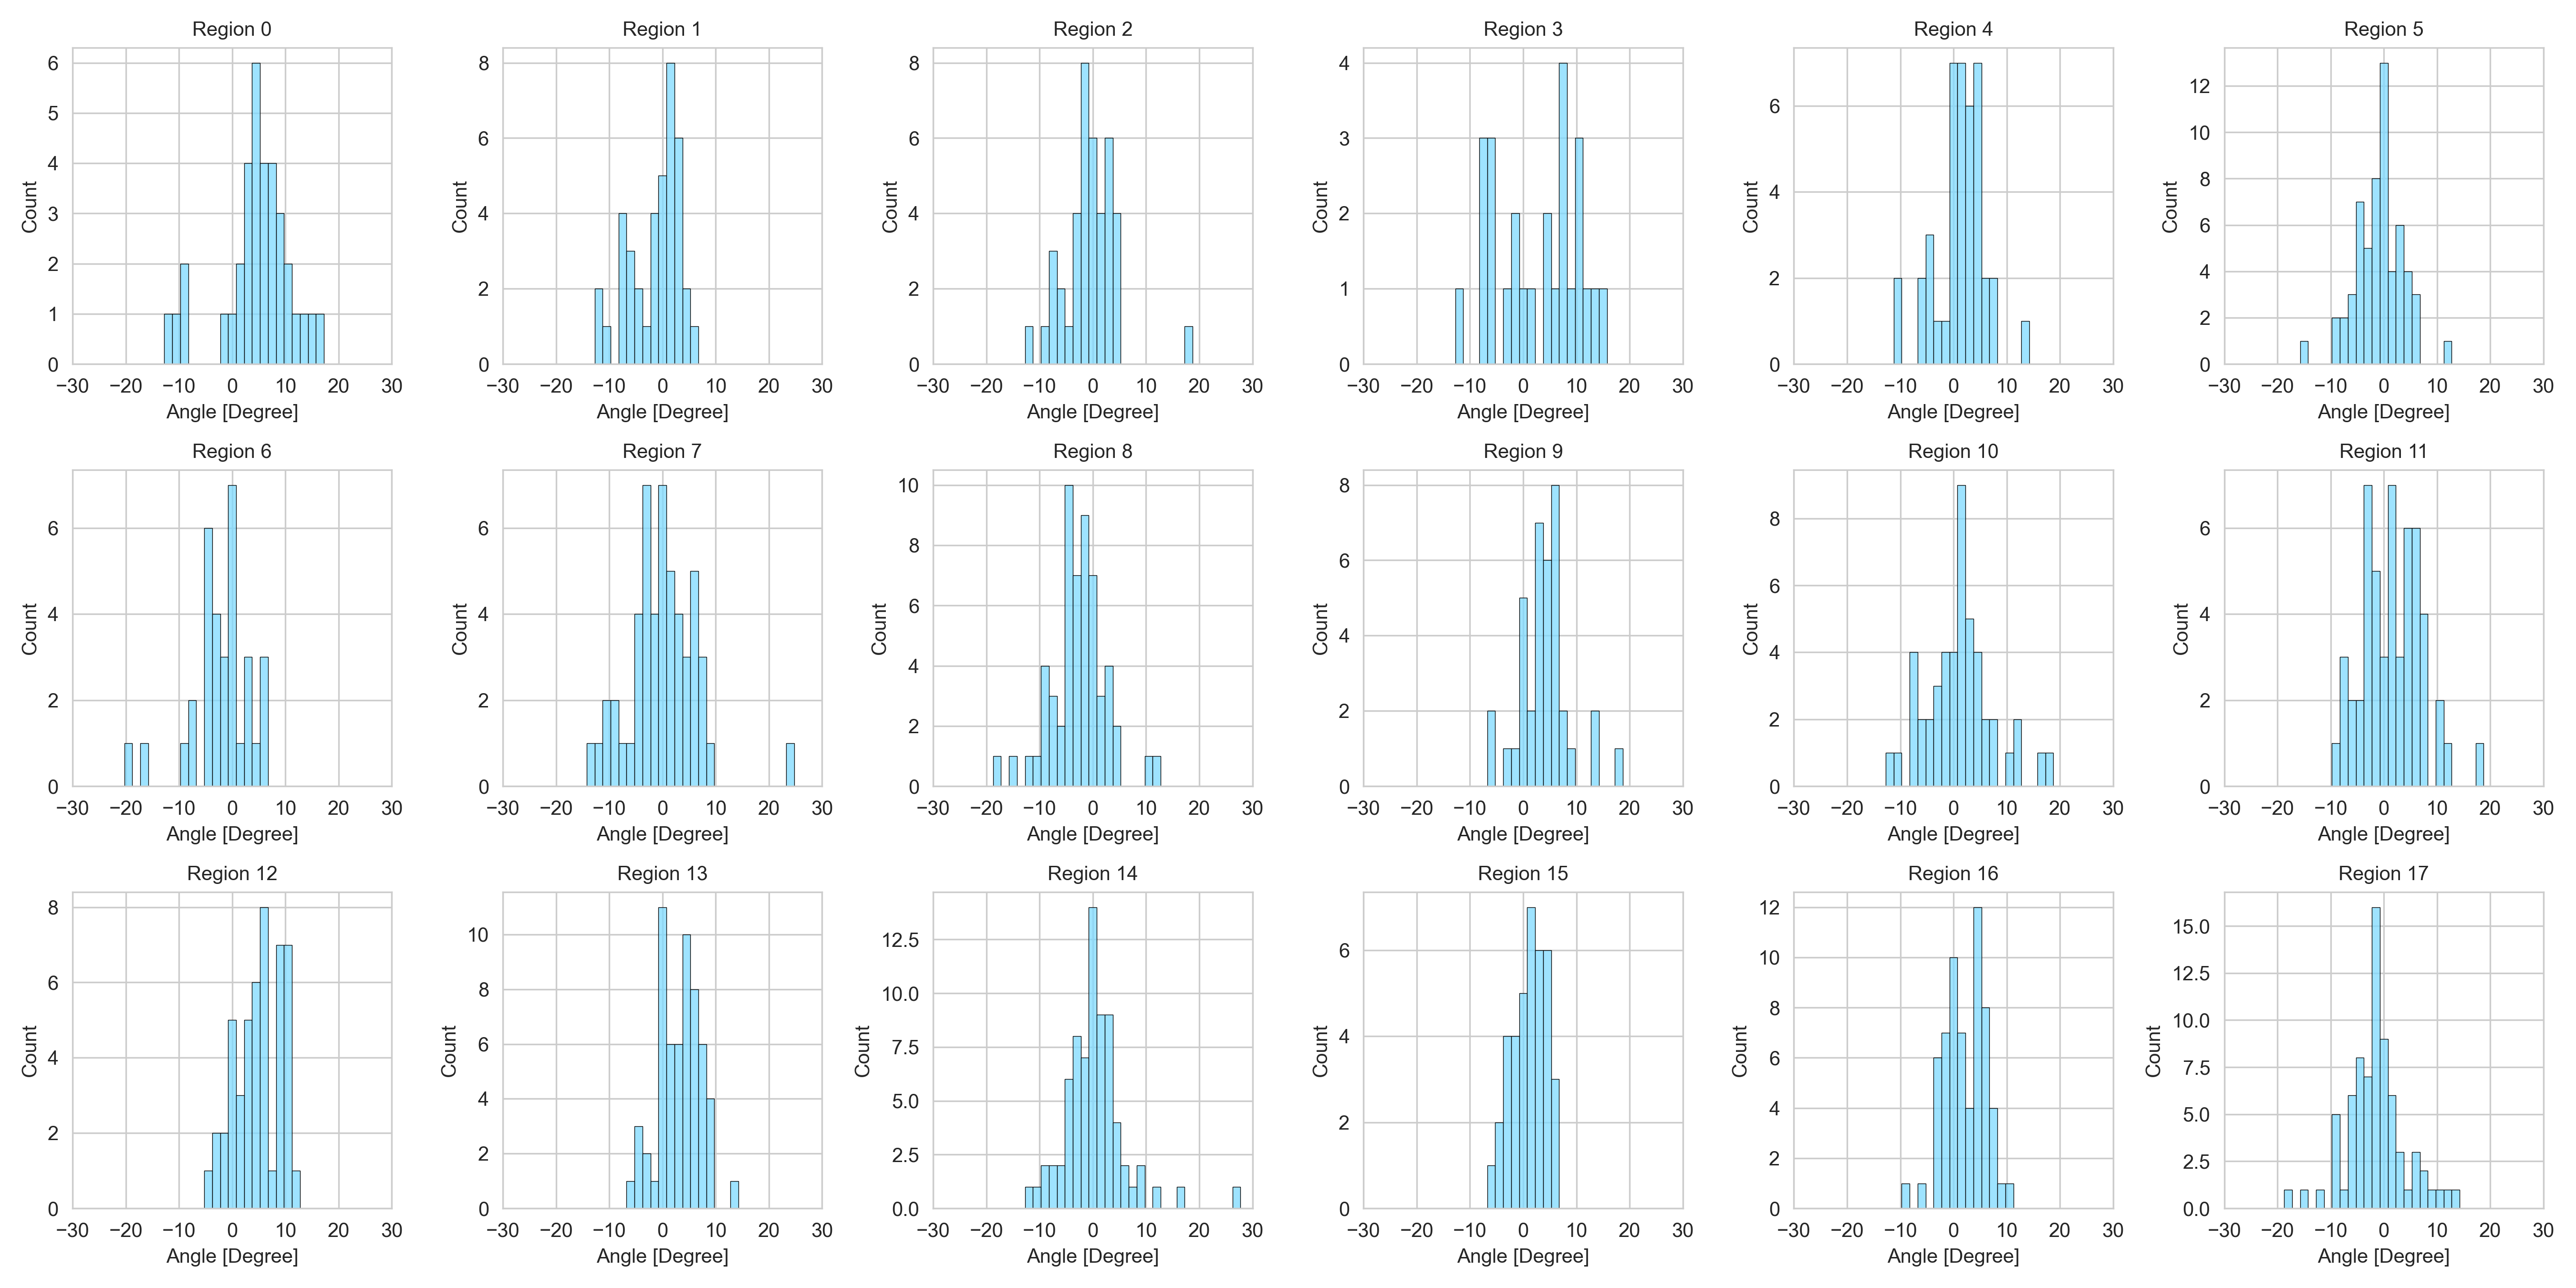 Region 0
Count
6
5
4
3
2
1
0
−30 −20 −10 0 10 20 30
Angle [Degree]
Region 1
Count
8
6
4
2
0
−30 −20 −10 0 10 20 30
Angle [Degree]
Region 2
Count
8
6
4
2
0
−30 −20 −10 0 10 20 30
Angle [Degree]
Region 3
Count
4
3
2
1
0
−30 −20 −10 0 10 20 30
Angle [Degree]
Region 4
Count
6
4
2
0
−30 −20 −10 0 10 20 30
Angle [Degree]
Region 5
Count
12
10
8
6
4
2
0
−30 −20 −10 0 10 20 30
Angle [Degree]
Region 6
Count
6
4
2
0
−30 −20 −10 0 10 20 30
Angle [Degree]
Region 7
Count
6
4
2
0
−30 −20 −10 0 10 20 30
Angle [Degree]
Region 8
Count
10
8
6
4
2
0
−30 −20 −10 0 10 20 30
Angle [Degree]
Region 9
Count
8
6
4
2
0
−30 −20 −10 0 10 20 30
Angle [Degree]
Region 10
Count
8
6
4
2
0
−30 −20 −10 0 10 20 30
Angle [Degree]
Region 11
Count
6
4
2
0
−30 −20 −10 0 10 20 30
Angle [Degree]
Region 12
Count
8
6
4
2
0
−30 −20 −10 0 10 20 30
Angle [Degree]
Region 13
Count
10
8
6
4
2
0
−30 −20 −10 0 10 20 30
Angle [Degree]
Region 14
Count
12.5
10.0
7.5
5.0
2.5
0.0
−30 −20 −10 0 10 20 30
Angle [Degree]
Region 15
Count
6
4
2
0
−30 −20 −10 0 10 20 30
Angle [Degree]
Region 16
Count
12
10
8
6
4
2
0
−30 −20 −10 0 10 20 30
Angle [Degree]
Region 17
Count
15.0
12.5
10.0
7.5
5.0
2.5
0.0
−30 −20 −10 0 10 20 30
Angle [Degree]